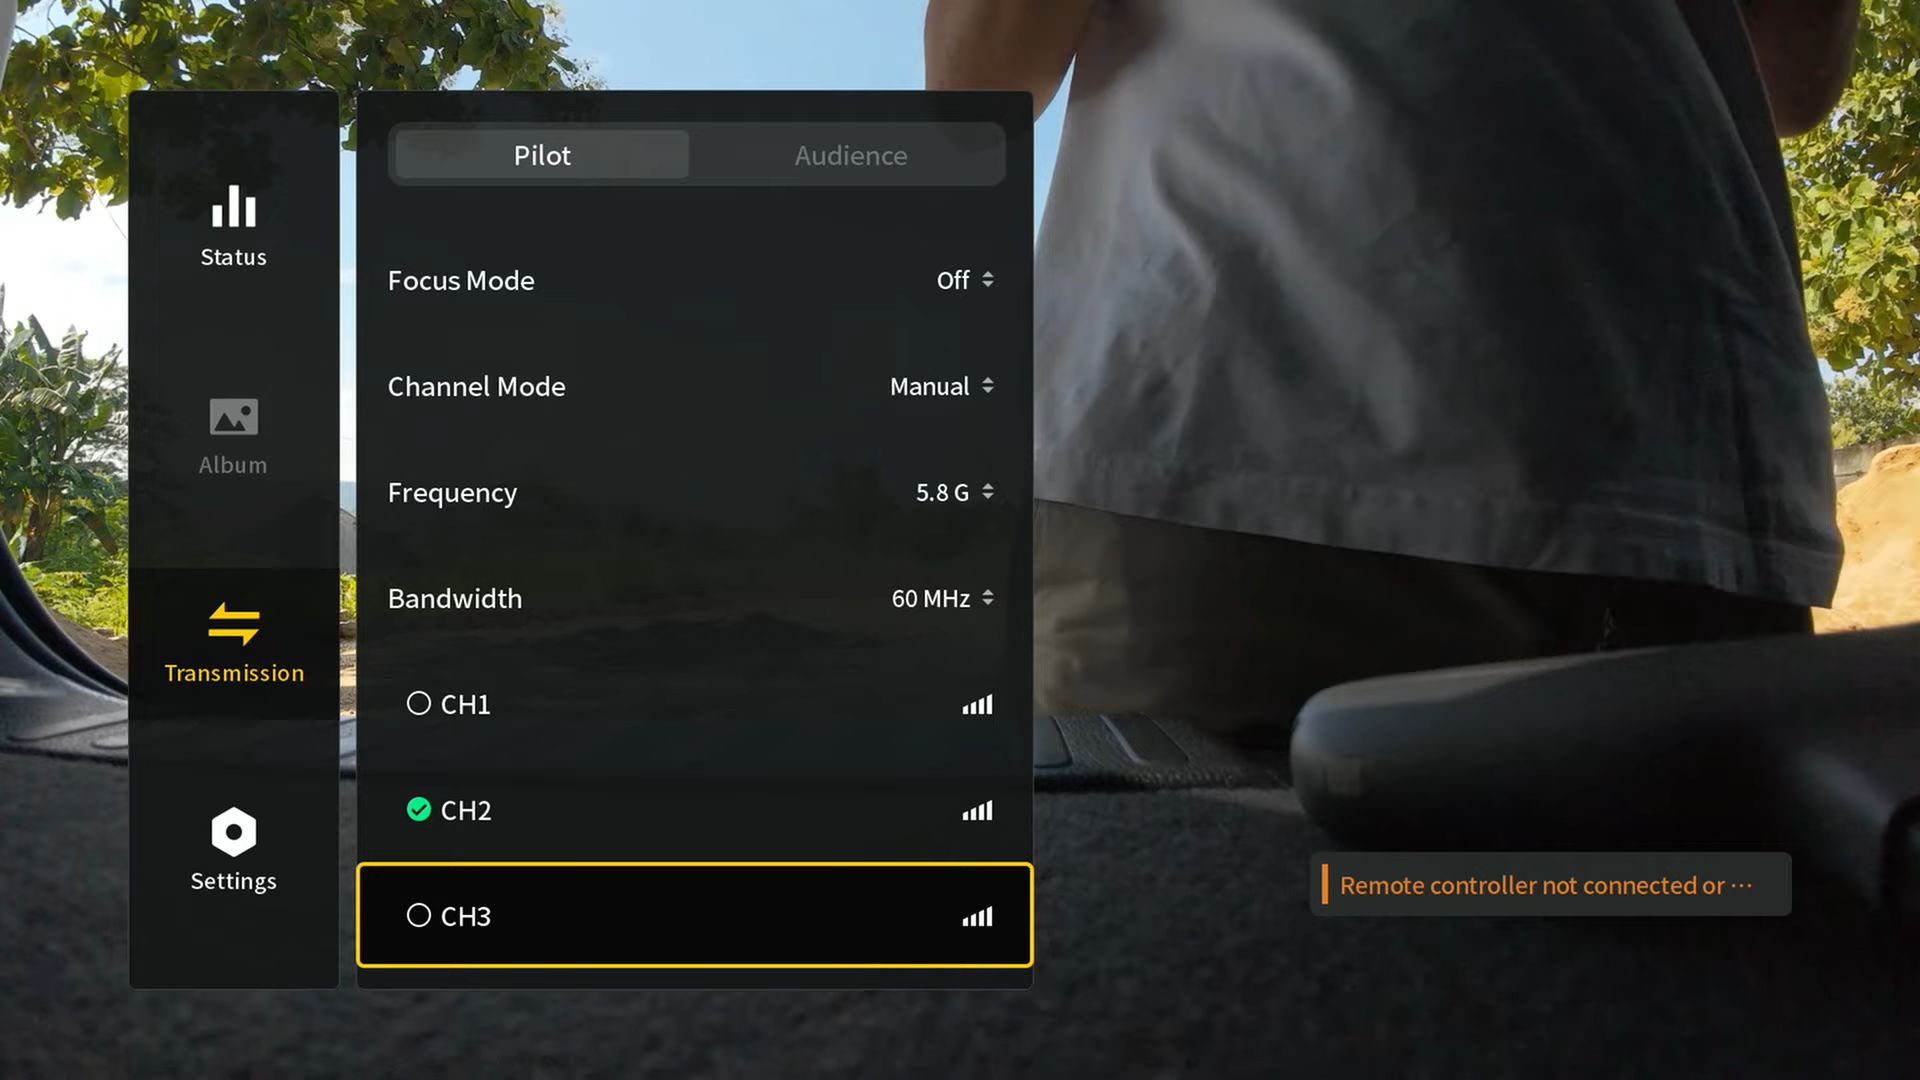 Status
Album
Transmission
Settings
Pilot
Audience
Focus Mode
Off
Channel Mode
Manual
Frequency
5.8 G
Bandwidth
60 MHz
CH1
CH2
CH3
Remote controller not connected or ···